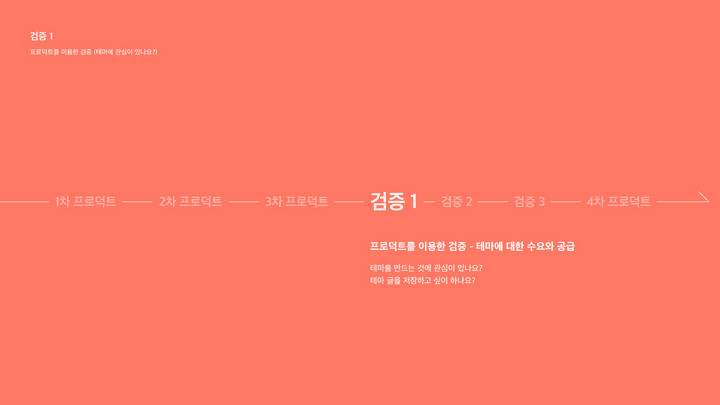 검증 1
프로덕트를 이용한 검증 (테마에 관심이 있나요?)
1차 프로덕트 2차 프로덕트 3차 프로덕트 검증 1 검증 2 검증 3 4차 프로덕트
프로덕트를 이용한 검증 - 테마에 대한 수요와 공급
테마를 만드는 것에 관심이 있나요?
테마 글을 저장하고 싶어 하나요?